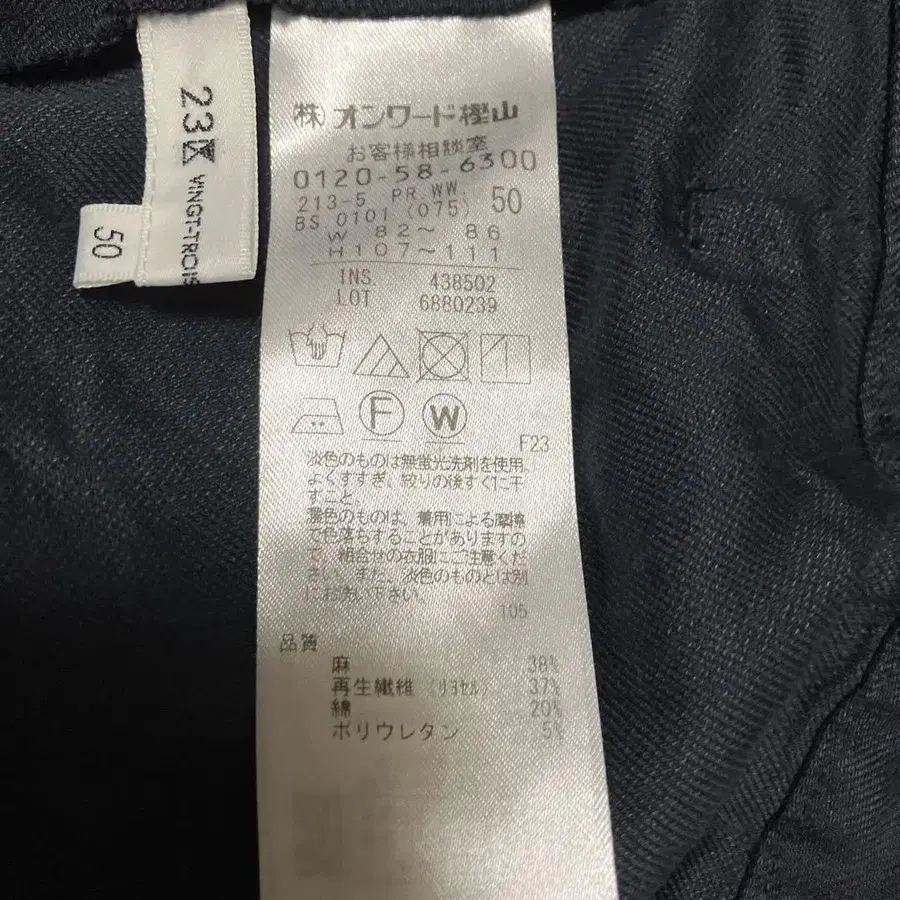 23区
VINGT-TROIS
50
㈱オンワード樫山
お客様相談室
0120-58-6300
213-5 PR.WW. 50
BS 0101 (075)
W 82~ 86
H107~111
INS. 438502
LOT 6880239
F W
F23
淡色のものは無蛍光洗剤を使用、
よくすすぎ、絞りの後すぐに干
すこと。
濃色のものは、着用による摩擦
で色落ちすることがありますの
で、組合せの衣服にご注意くだ
さい。また、淡色のものとは別
にお洗い下さい。
105
品質
麻 38%
再生繊維(リヨセル) 37%
綿 20%
ポリウレタン 5%